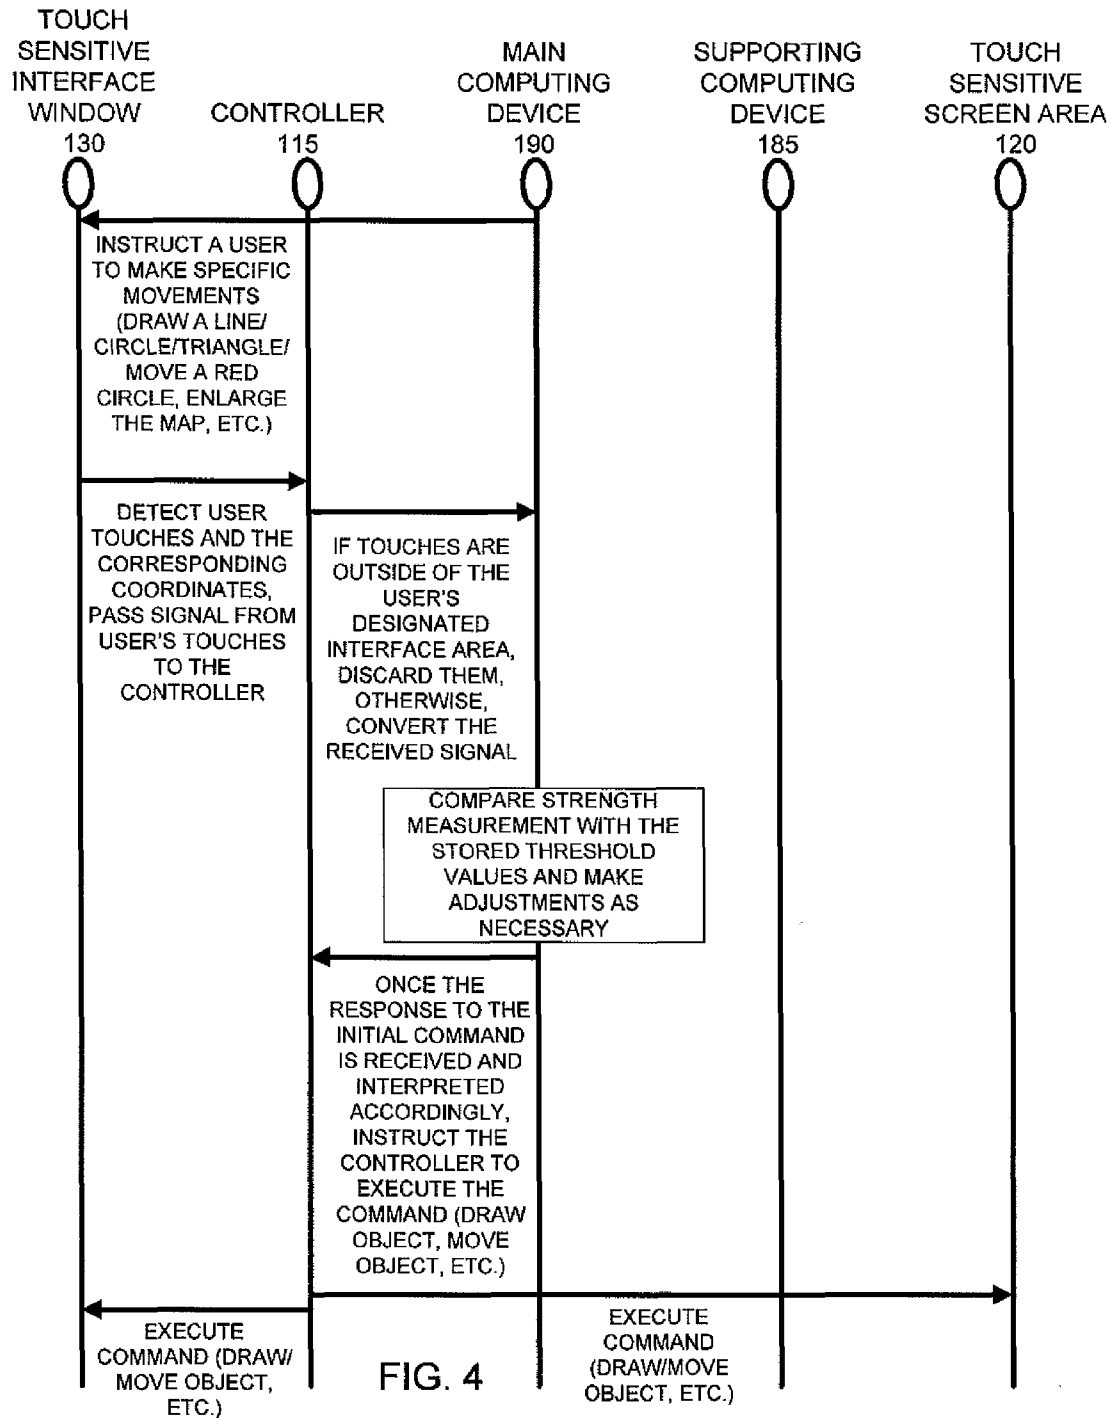 TOUCH
SENSITIVE
INTERFACE
WINDOW
130
CONTROLLER
115
MAIN
COMPUTING
DEVICE
190
SUPPORTING
COMPUTING
DEVICE
185
TOUCH
SENSITIVE
SCREEN AREA
120
INSTRUCT A USER
TO MAKE SPECIFIC
MOVEMENTS
(DRAW A LINE/
CIRCLE/TRIANGLE/
MOVE A RED
CIRCLE, ENLARGE
THE MAP, ETC.)
DETECT USER
TOUCHES AND THE
CORRESPONDING
COORDINATES,
PASS SIGNAL FROM
USER'S TOUCHES
TO THE
CONTROLLER
IF TOUCHES ARE
OUTSIDE OF THE
USER'S
DESIGNATED
INTERFACE AREA,
DISCARD THEM,
OTHERWISE,
CONVERT THE
RECEIVED SIGNAL
COMPARE STRENGTH
MEASUREMENT WITH THE
STORED THRESHOLD
VALUES AND MAKE
ADJUSTMENTS AS
NECESSARY
ONCE THE
RESPONSE TO THE
INITIAL COMMAND
IS RECEIVED AND
INTERPRETED
ACCORDINGLY,
INSTRUCT THE
CONTROLLER TO
EXECUTE THE
COMMAND (DRAW
OBJECT, MOVE
OBJECT, ETC.)
EXECUTE
COMMAND (DRAW/
MOVE OBJECT,
ETC.)
EXECUTE
COMMAND
(DRAW/MOVE
OBJECT, ETC.)
FIG. 4